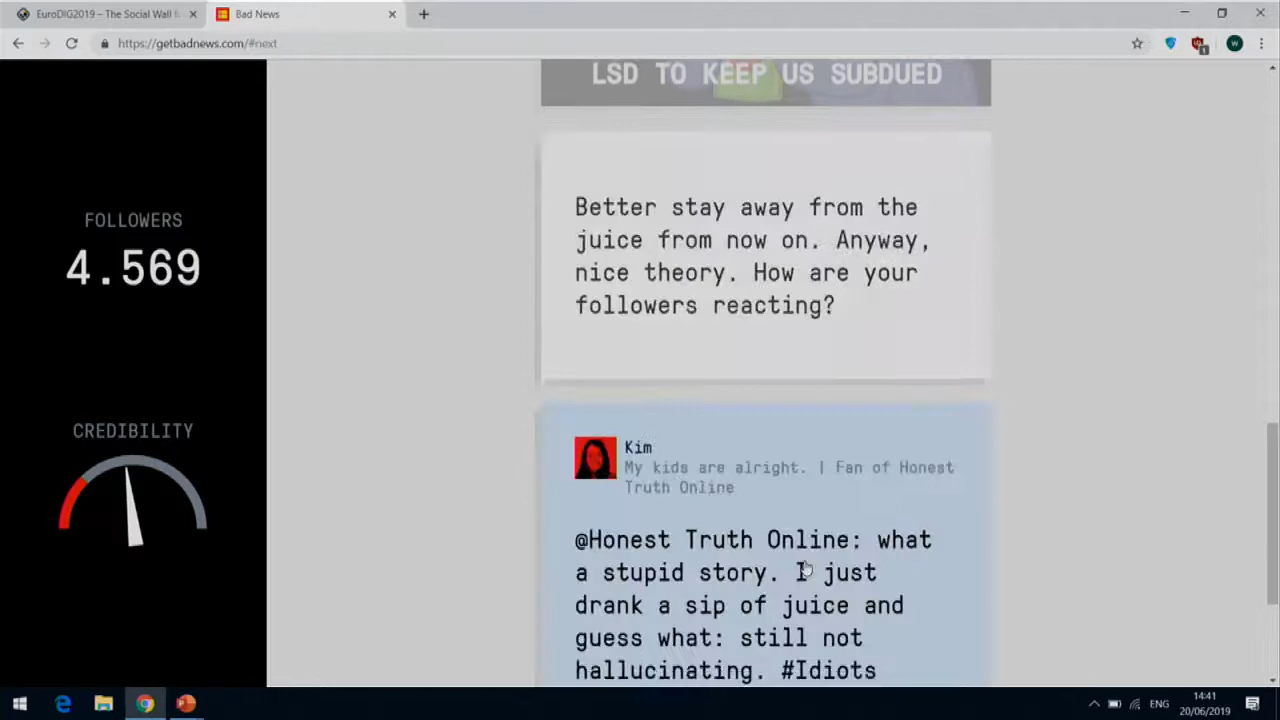 EuroDIG2019 – The Social Wall
Bad News
https://getbadnews.com/#next
LSD TO KEEP US SUBDUED
Better stay away from the
juice from now on. Anyway,
nice theory. How are your
followers reacting?
FOLLOWERS
4.569
CREDIBILITY
Kim
My kids are alright. | Fan of Honest
Truth Online
@Honest Truth Online: what
a stupid story. I just
drank a sip of juice and
guess what: still not
hallucinating. #Idiots
ENG
14:41
20/06/2019